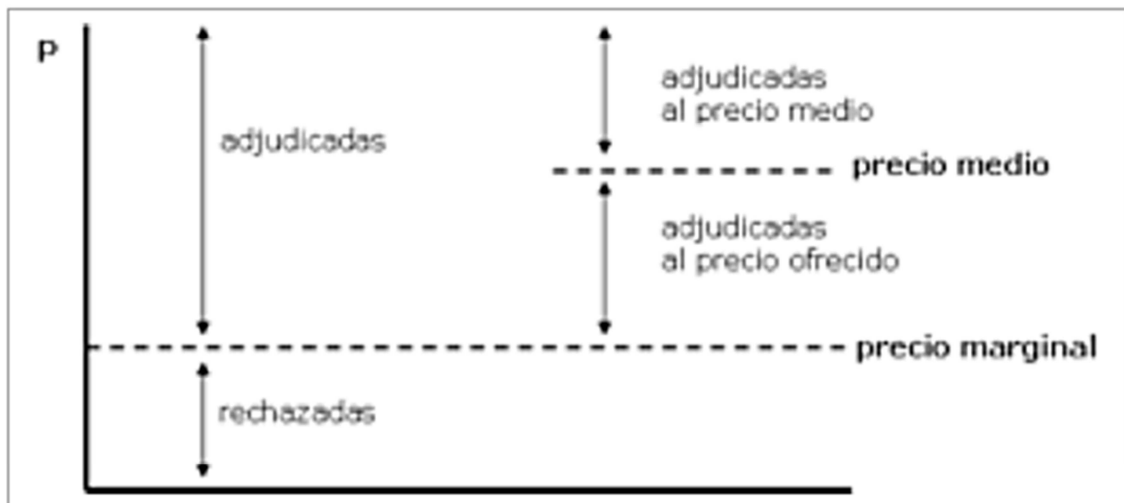 p
adjudicadas
adjudicadas
al precio medio
precio medio
adjudicadas
al precio ofrecido
precio marginal
rechazadas